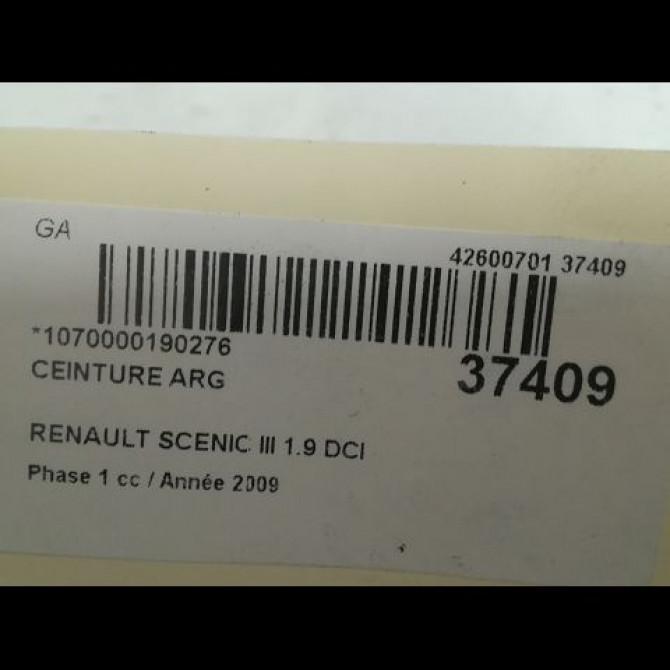 GA
42600701 37409
*1070000190276
37409
CEINTURE ARG
RENAULT SCENIC III 1.9 DCI
Phase 1 cc / Année 2009